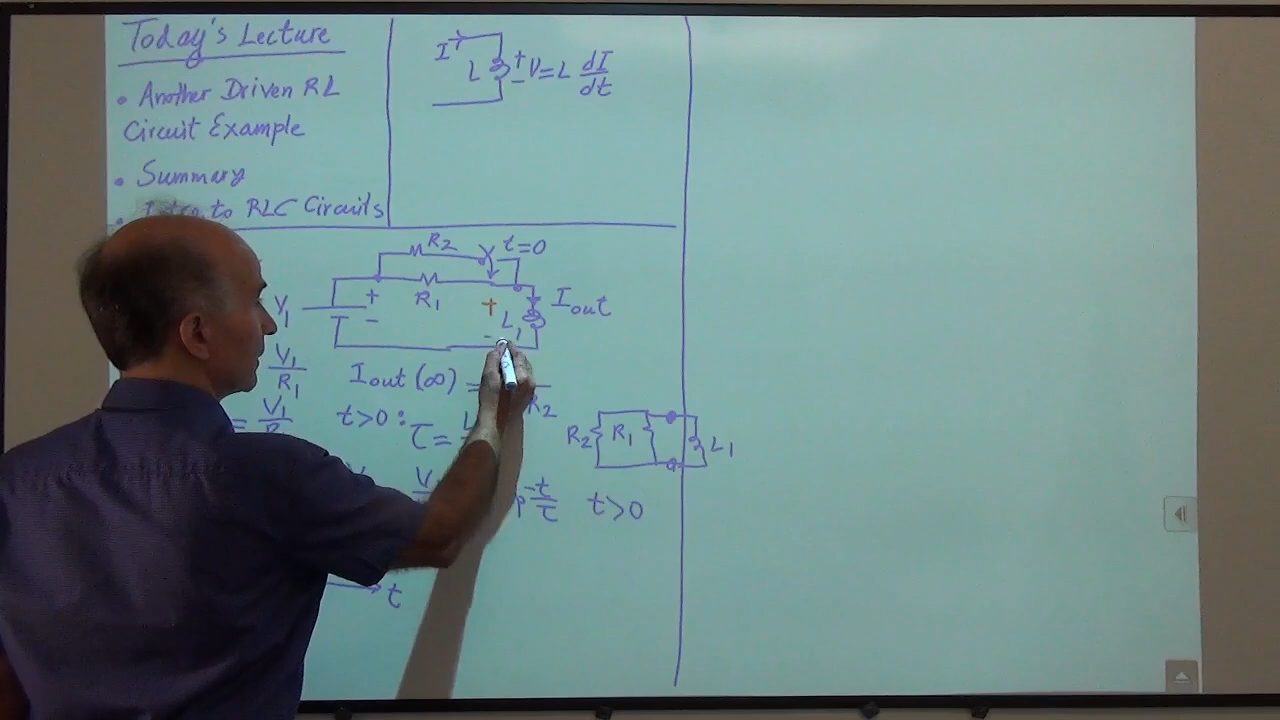 Today's Lecture
• Another Driven RL
Circuit Example
• Summary
• Intro to RLC Circuits
I
L
+
-
V=L dI/dt
R2
t=0
V1
+
-
R1
+
-
L1
Iout
V1/R1
Iout(∞) =
R2
= V1
t>0:
τ = L
R2
R1
L1
V
-t/τ
t>0
t